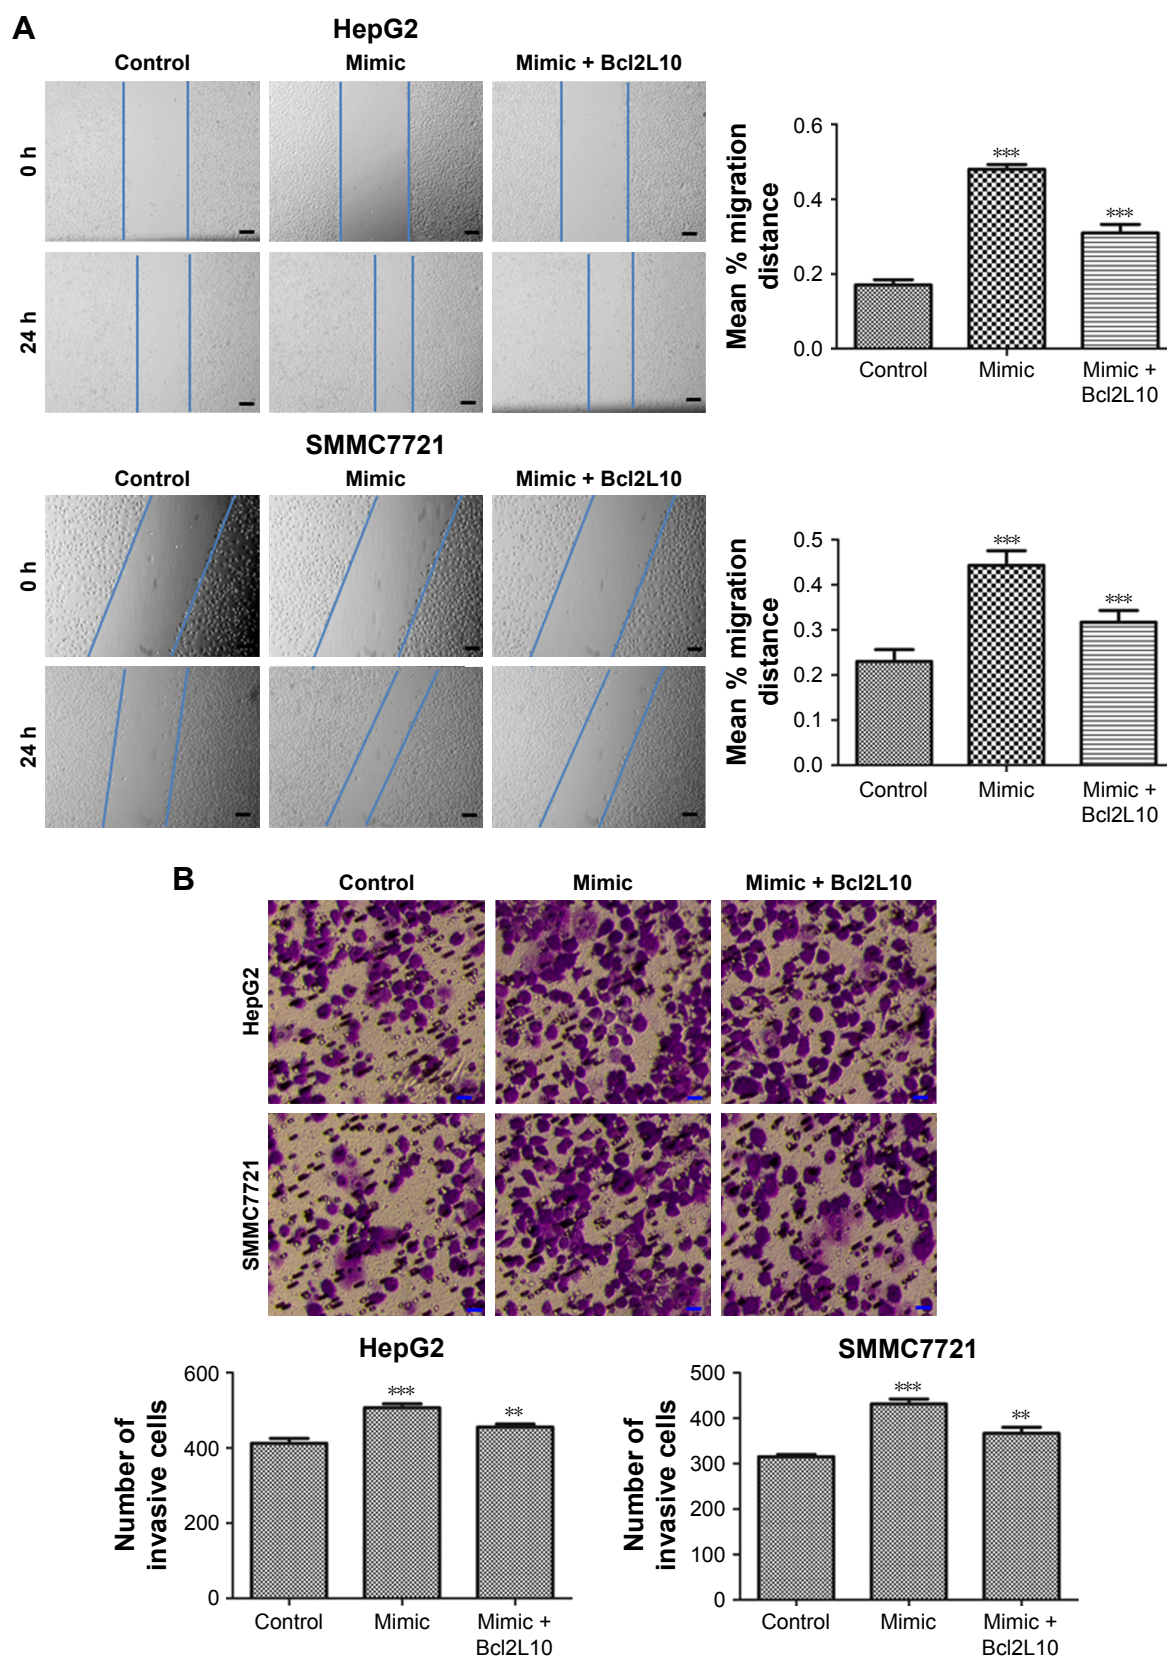 A
HepG2
Control
Mimic
Mimic + Bcl2L10
0 h
24 h
Mean % migration
distance
0.6
0.4
0.2
0.0
***
***
Control
Mimic
Mimic +
Bcl2L10
SMMC7721
Control
Mimic
Mimic + Bcl2L10
0 h
24 h
Mean % migration
distance
0.5
0.4
0.3
0.2
0.1
0.0
***
***
Control
Mimic
Mimic +
Bcl2L10
B
Control
Mimic
Mimic + Bcl2L10
HepG2
SMMC7721
HepG2
Number of
invasive cells
600
400
200
0
***
**
Control
Mimic
Mimic +
Bcl2L10
SMMC7721
Number of
invasive cells
500
400
300
200
100
0
***
**
Control
Mimic
Mimic +
Bcl2L10